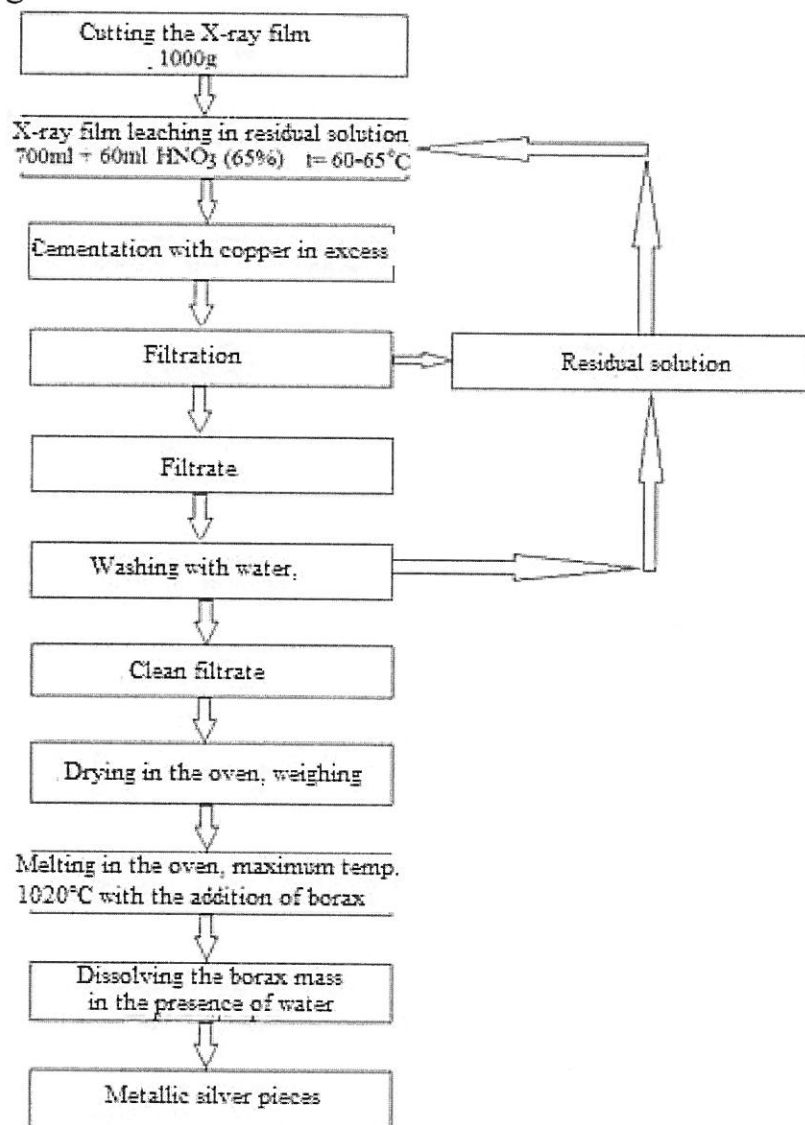 Cutting the X-ray film
1000g
X-ray film leaching in residual solution
700ml + 60ml HNO3 (65%) t= 60-65°C
Cementation with copper in excess
Filtration
Residual solution
Filtrate
Washing with water,
Clean filtrate
Drying in the oven, weighing
Melting in the oven, maximum temp.
1020°C with the addition of borax
Dissolving the borax mass
in the presence of water
Metallic silver pieces